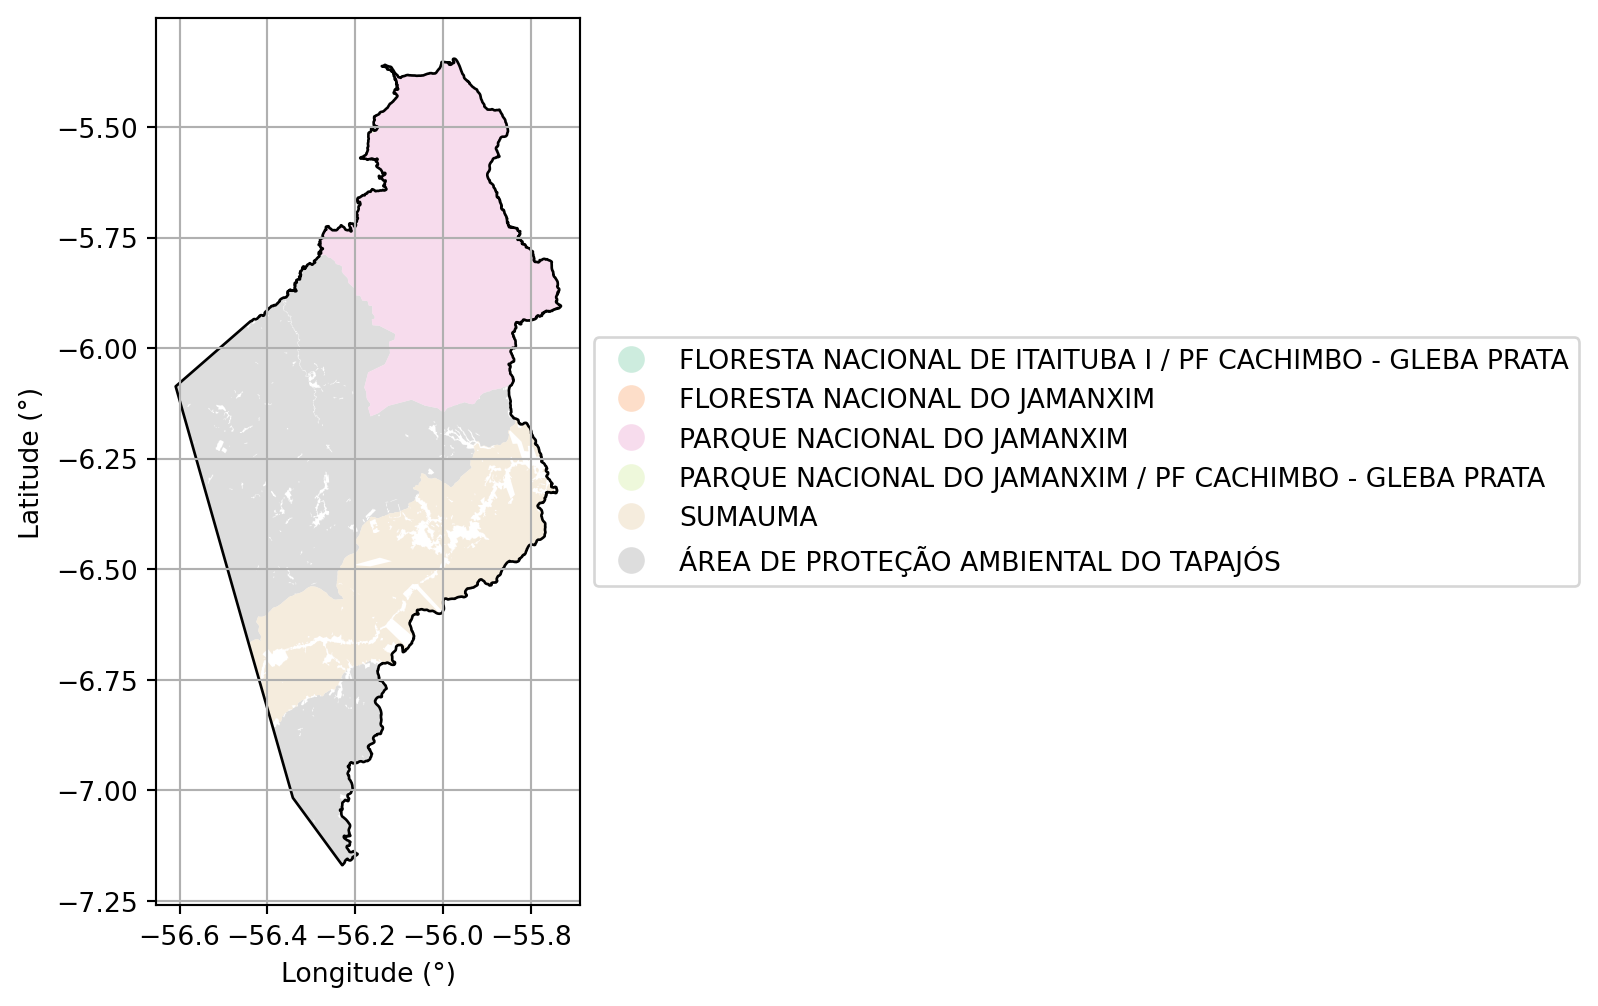 −5.50
−5.75
−6.00
−6.25
−6.50
−6.75
−7.00
−7.25
Latitude (°)
−56.6 −56.4 −56.2 −56.0 −55.8
Longitude (°)
FLORESTA NACIONAL DE ITAITUBA I / PF CACHIMBO - GLEBA PRATA
FLORESTA NACIONAL DO JAMANXIM
PARQUE NACIONAL DO JAMANXIM
PARQUE NACIONAL DO JAMANXIM / PF CACHIMBO - GLEBA PRATA
SUMAUMA
ÁREA DE PROTEÇÃO AMBIENTAL DO TAPAJÓS